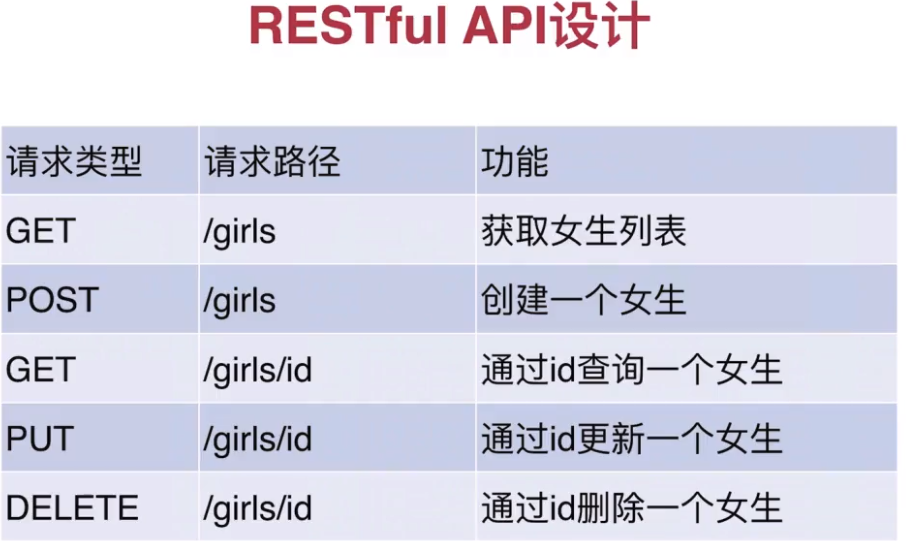 RESTful API设计
请求类型 请求路径 功能
GET /girls 获取女生列表
POST /girls 创建一个女生
GET /girls/id 通过id查询一个女生
PUT /girls/id 通过id更新一个女生
DELETE /girls/id 通过id删除一个女生